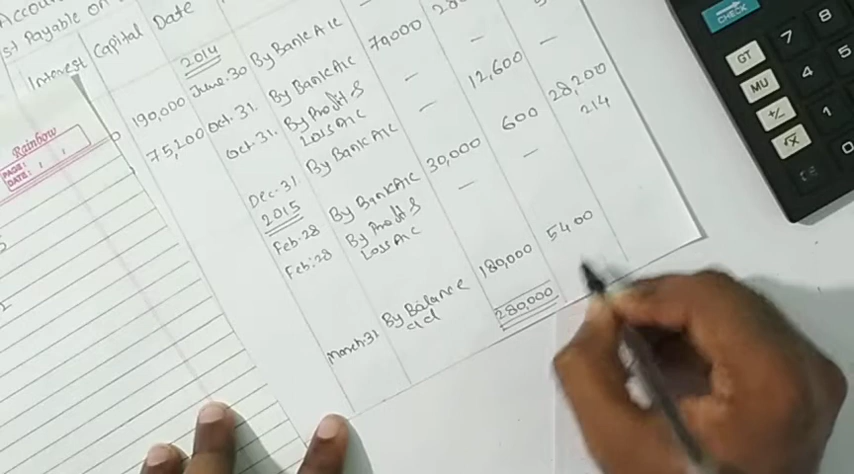 Accou
st Payable on
Interest Capital Date
2014
190,000 June.30 By Bank A/c 70,000
75,200 Oct.31. By Bank A/c — —
Oct.31. By Profit &
Loss A/c — 12,600 —
Dec-31. By Bank A/c 28,200
2015
Feb-28 By Bank A/c 30,000 600 214
Feb:28 By Profit &
Loss A/c — —
March31 By Balance 180,000 5400
c/d
280,000
Rainbow
PAGE:
DATE:
CHECK
GT
MU
+/-
√x
7
8
4
5
1
0